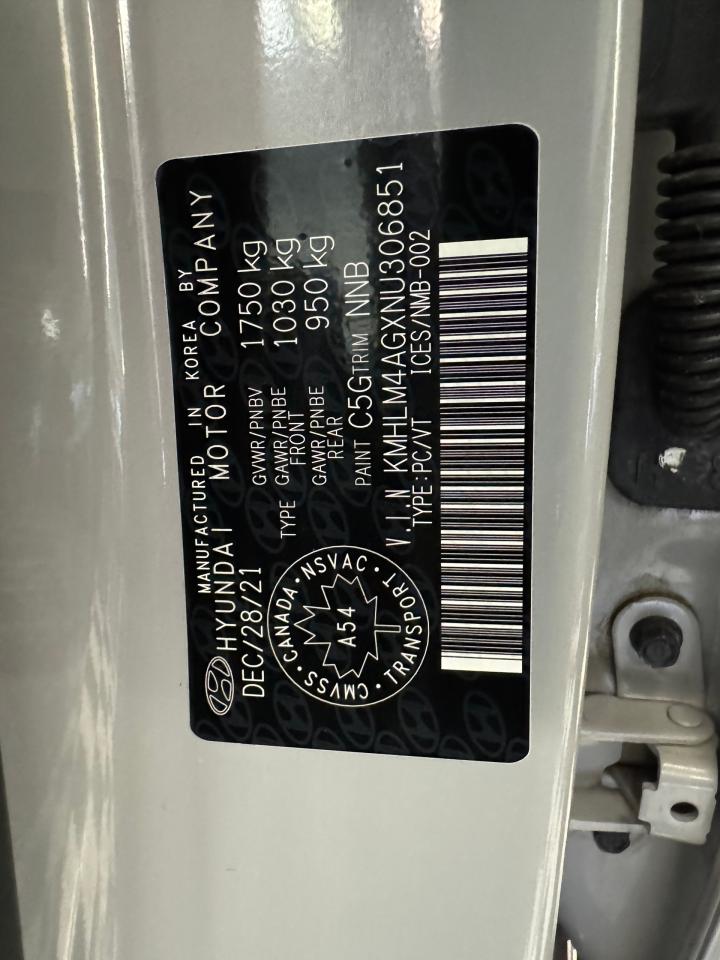 MANUFACTURED IN KOREA BY
HYUNDAI MOTOR COMPANY
DEC/28/21 GVWR/PNBV 1750 kg
TYPE GAWR/PNBE FRONT 1030 kg
GAWR/PNBE REAR 950 kg
PAINT C5G TRIM NNB
V.I.N KMHLM4AGXNU306851
TYPE:PC/VT ICES/NMB-002
CANADA · NSVAC · TRANSPORT · CMVSS
A54